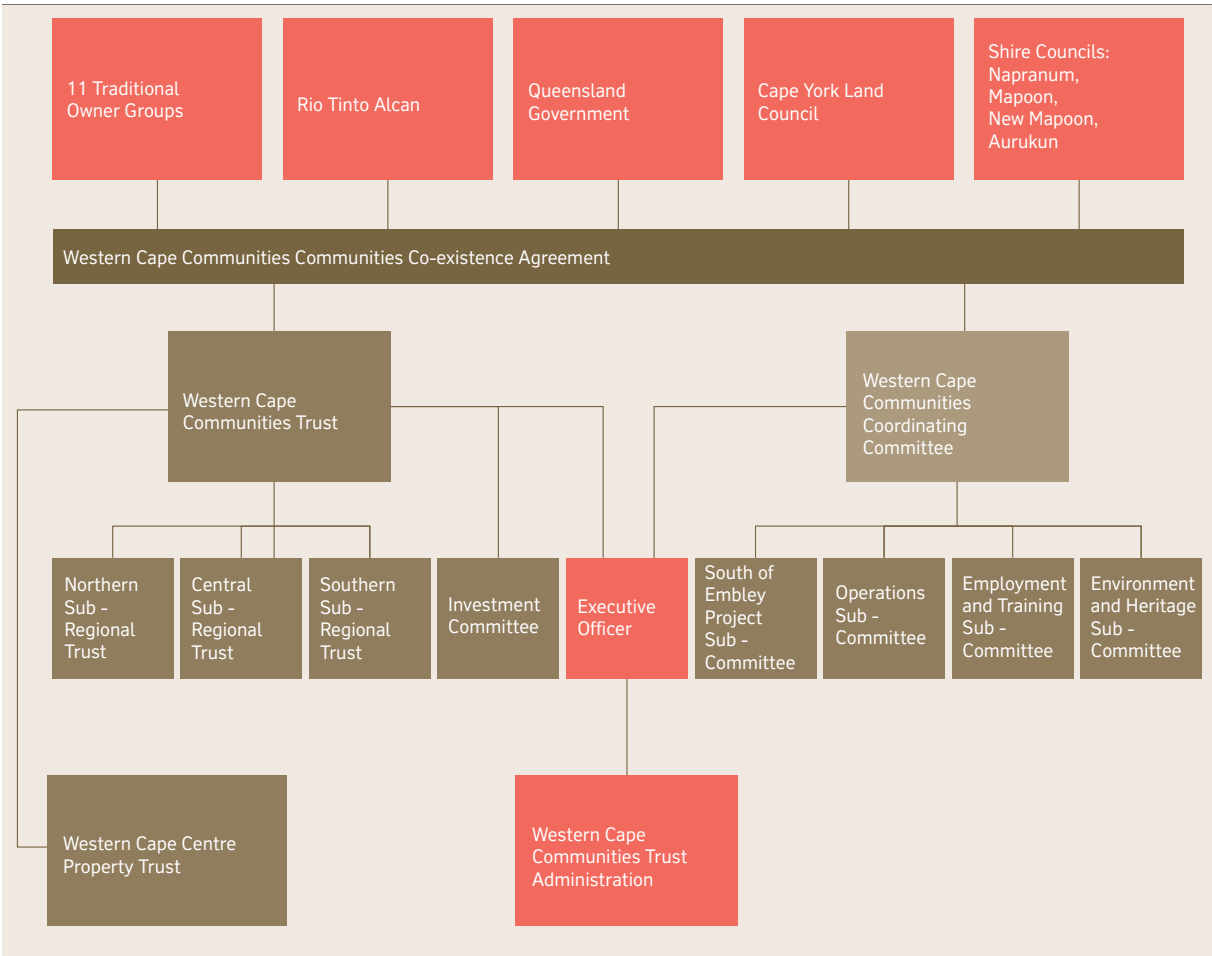 11 Traditional
Owner Groups
Rio Tinto Alcan
Queensland
Government
Cape York Land
Council
Shire Councils:
Napranum,
Mapoon,
New Mapoon,
Aurukun
Western Cape Communities Communities Co-existence Agreement
Western Cape
Communities Trust
Western Cape
Communities
Coordinating
Committee
Northern
Sub -
Regional
Trust
Central
Sub -
Regional
Trust
Southern
Sub -
Regional
Trust
Investment
Committee
Executive
Officer
South of
Embley
Project
Sub -
Committee
Operations
Sub -
Committee
Employment
and Training
Sub -
Committee
Environment
and Heritage
Sub -
Committee
Western Cape Centre
Property Trust
Western Cape
Communities Trust
Administration